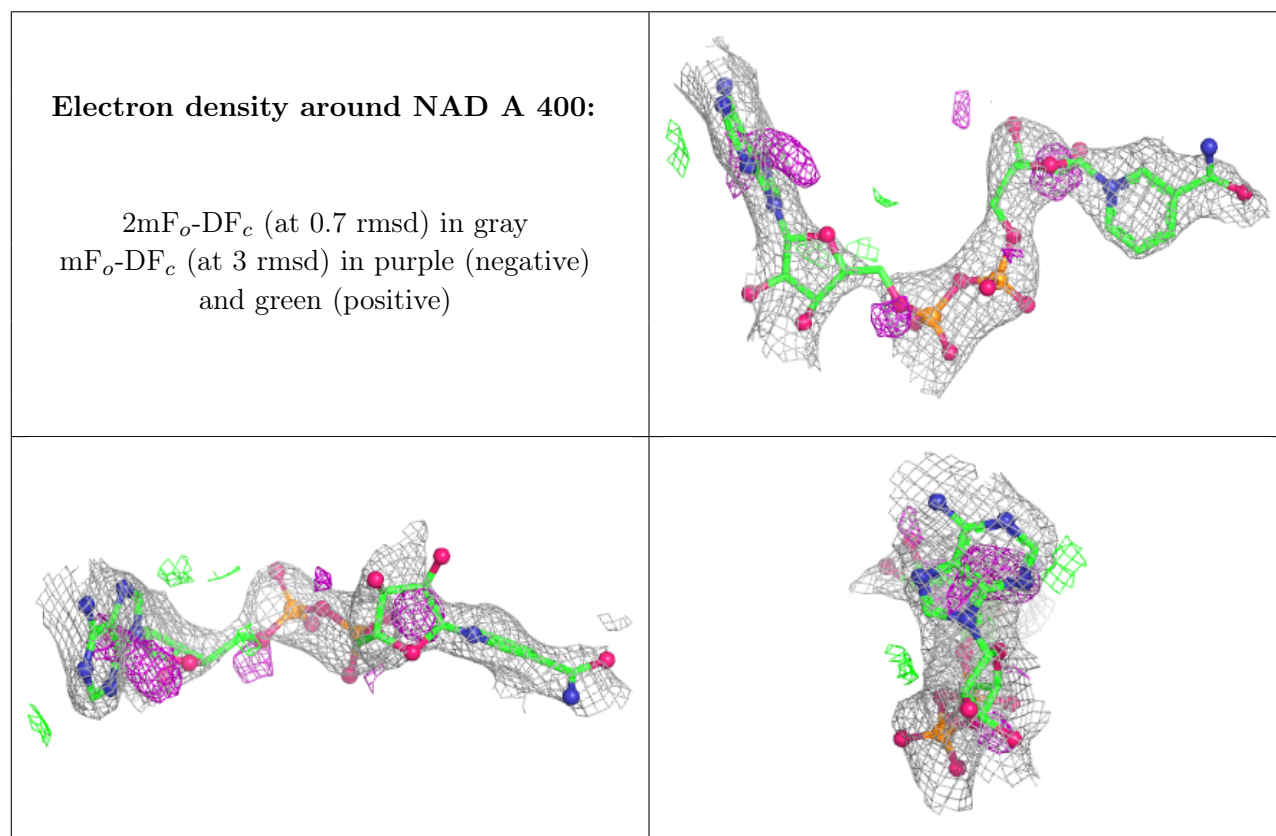 Electron density around NAD A 400:
2mFo-DFc (at 0.7 rmsd) in gray
mFo-DFc (at 3 rmsd) in purple (negative)
and green (positive)